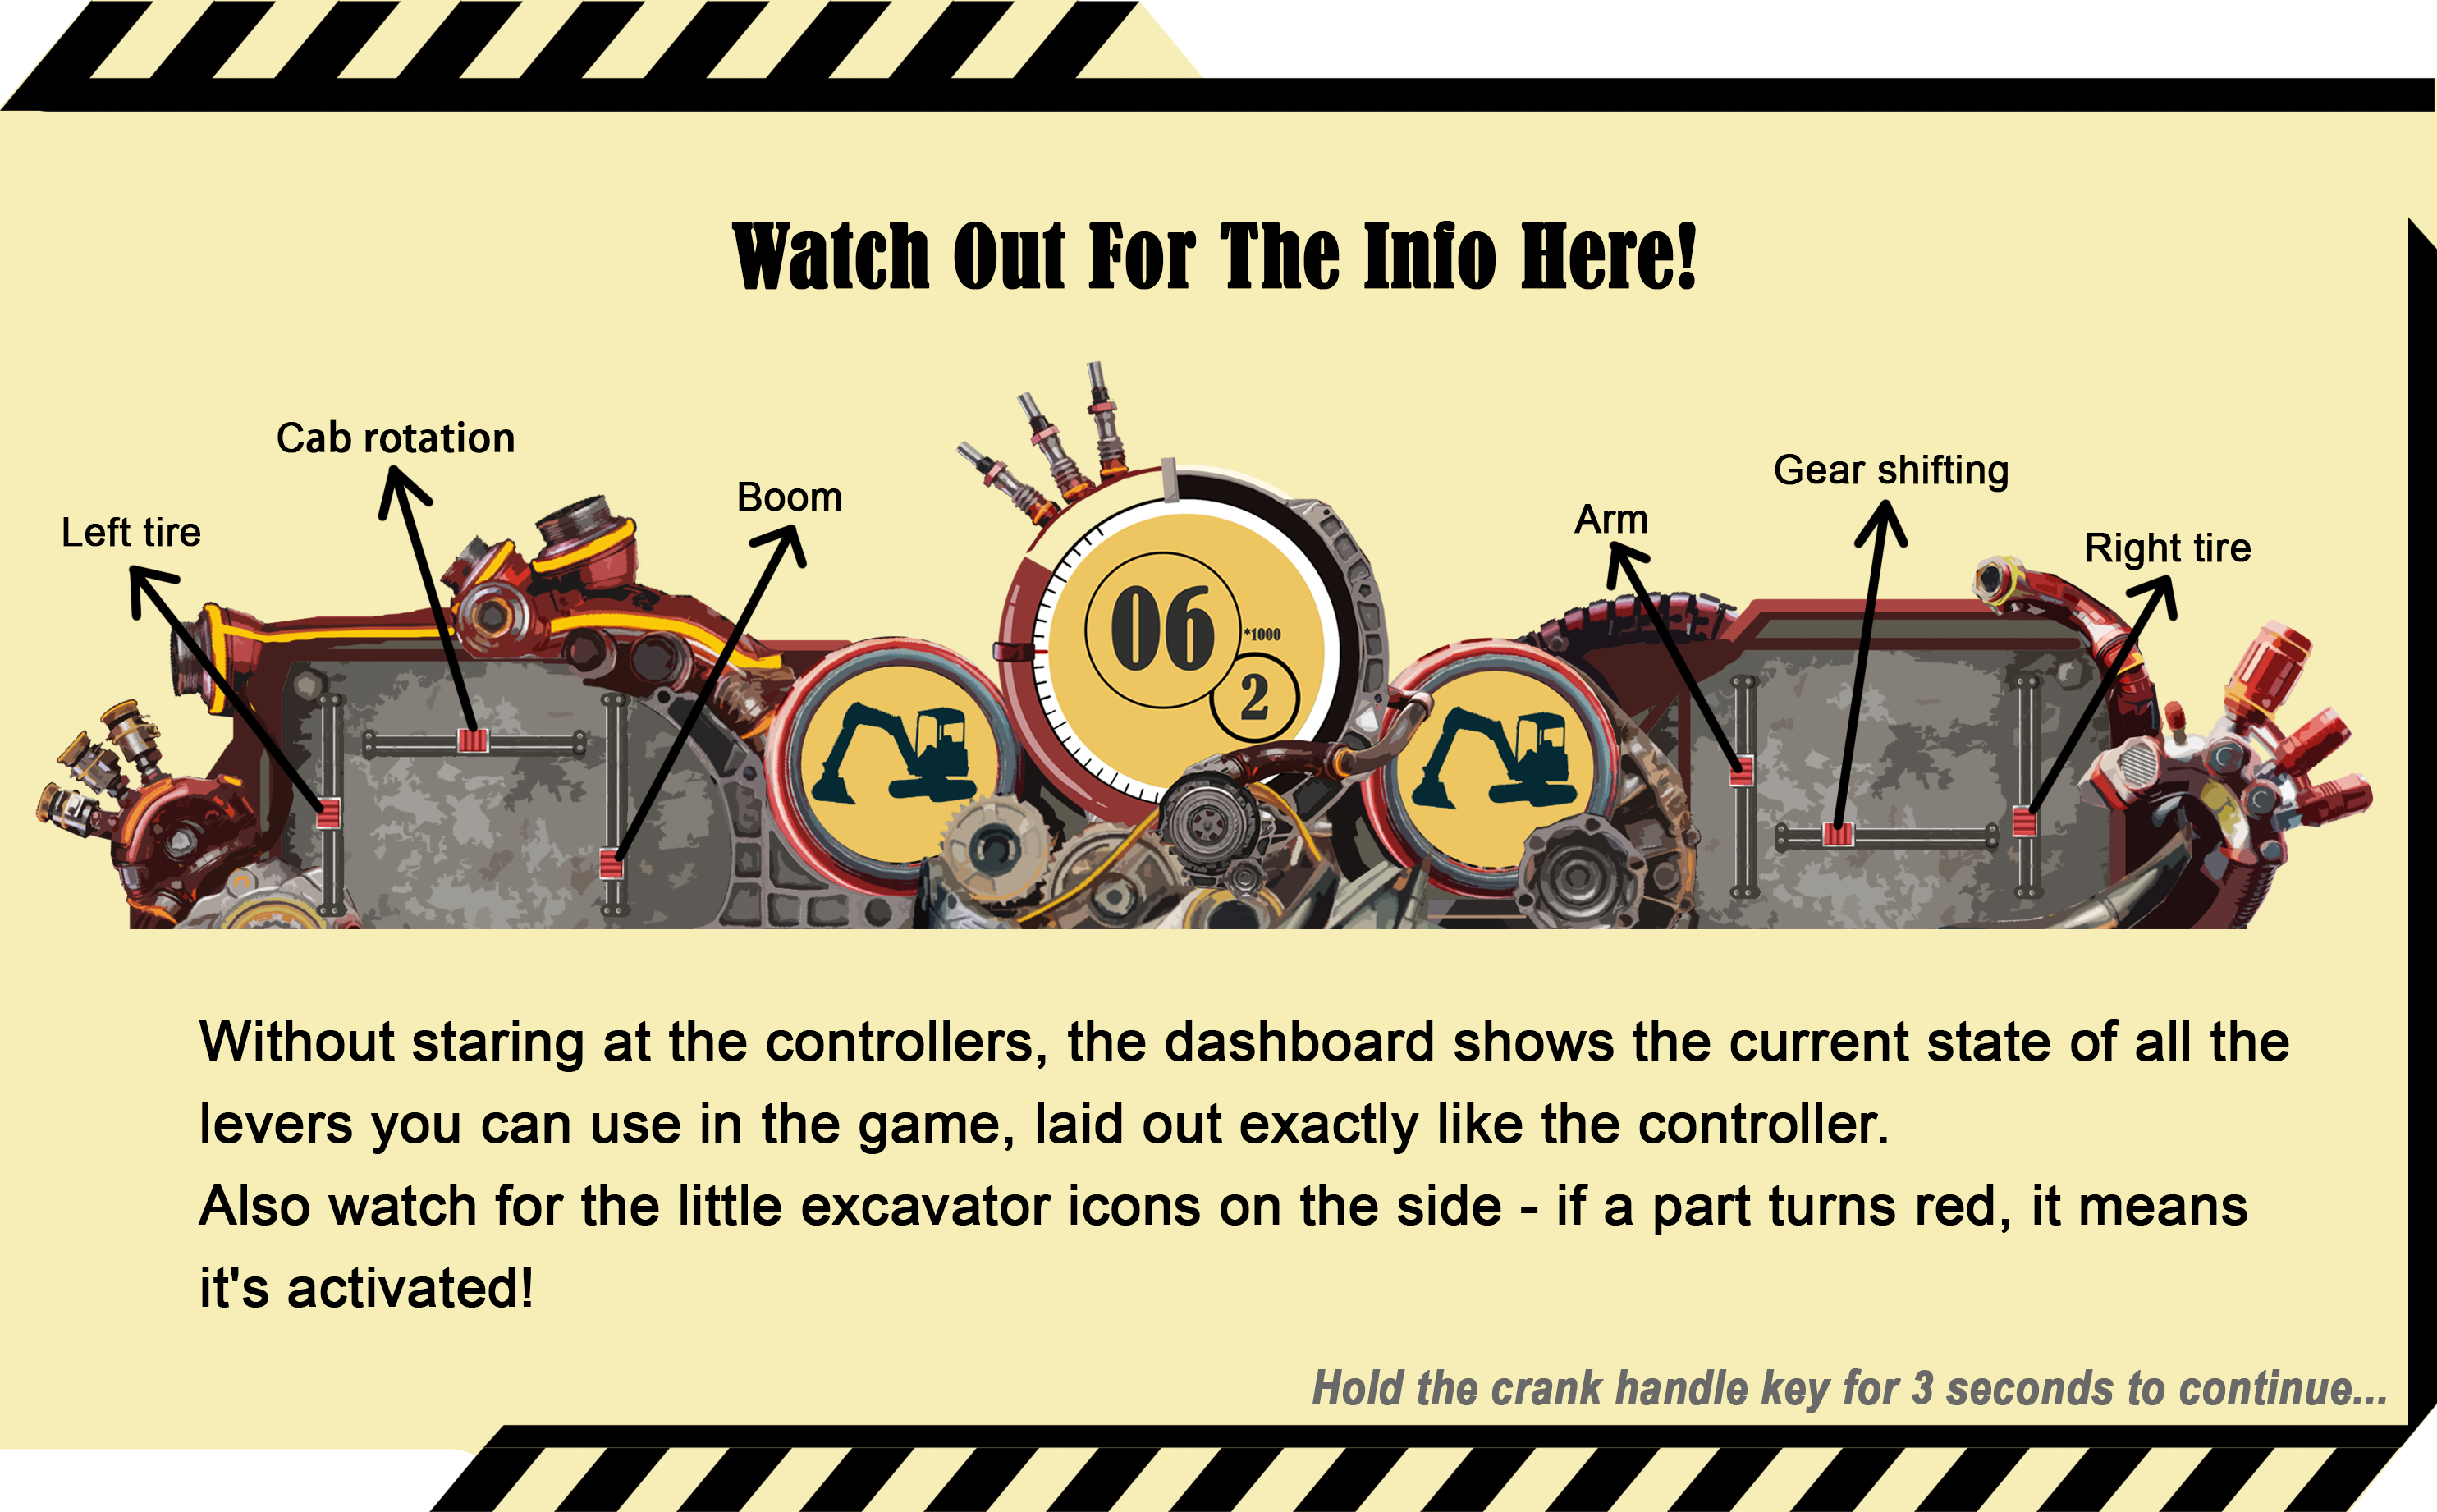 Watch Out For The Info Here!
Cab rotation
Gear shifting
Boom
Arm
Left tire
Right tire
06
*1000
2
Without staring at the controllers, the dashboard shows the current state of all the
levers you can use in the game, laid out exactly like the controller.
Also watch for the little excavator icons on the side - if a part turns red, it means
it's activated!
Hold the crank handle key for 3 seconds to continue...